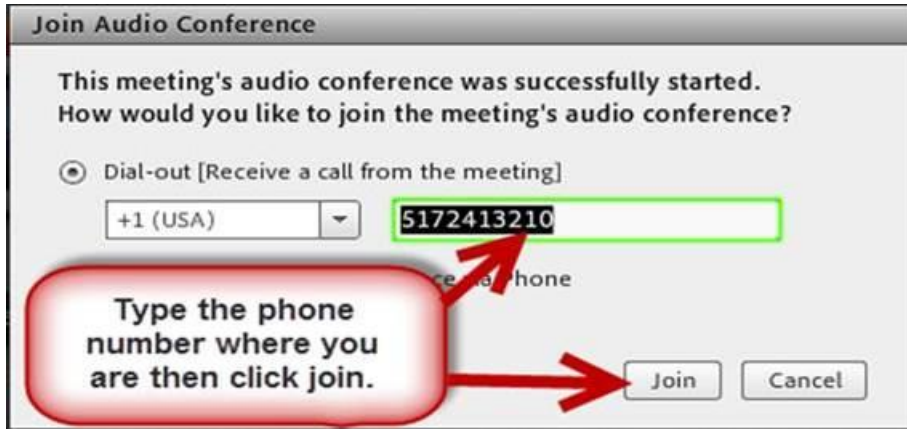 Join Audio Conference
This meeting's audio conference was successfully started.
How would you like to join the meeting's audio conference?
Dial-out [Receive a call from the meeting]
+1 (USA) 5172413210
Phone
Type the phone
number where you
are then click join.
Join Cancel